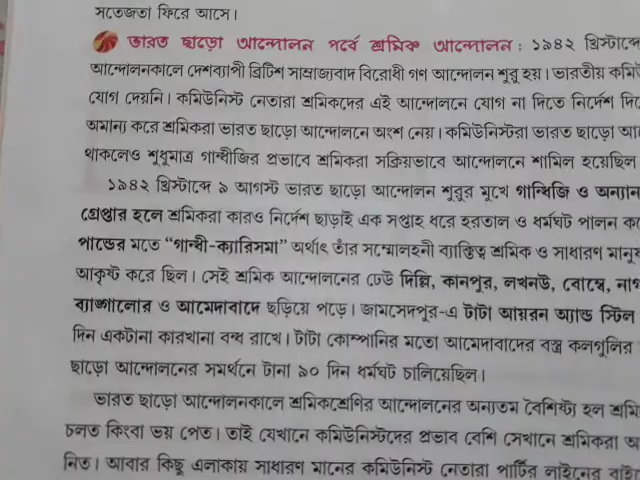 সতেজতা ফিরে আসে।
ভারত ছাড়ো আন্দোলন পর্বে শ্রমিক আন্দোলন : ১৯৪২ খ্রিস্টাব্দে
আন্দোলনকালে দেশব্যাপী ব্রিটিশ সাম্রাজ্যবাদ বিরোধী গণ আন্দোলন শুরু হয়। ভারতীয় কমিউ
যোগ দেয়নি। কমিউনিস্ট নেতারা শ্রমিকদের এই আন্দোলনে যোগ না দিতে নির্দেশ দি
অমান্য করে শ্রমিকরা ভারত ছাড়ো আন্দোলনে অংশ নেয়। কমিউনিস্টরা ভারত ছাড়ো আ
থাকলেও শুধুমাত্র গান্ধীজির প্রভাবে শ্রমিকরা সক্রিয়ভাবে আন্দোলনে শামিল হয়েছিল
১৯৪২ খ্রিস্টাব্দে ৯ আগস্ট ভারত ছাড়ো আন্দোলন শুরুর মুখে গান্ধিজি ও অন্যান
গ্রেপ্তার হলে শ্রমিকরা কারও নির্দেশ ছাড়াই এক সপ্তাহ ধরে হরতাল ও ধর্মঘট পালন ক
পান্ডের মতে “গান্ধী-ক্যারিসমা” অর্থাৎ তাঁর সম্মোলহনী ব্যাক্তিত্ব শ্রমিক ও সাধারণ মানুষ
আকৃষ্ট করে ছিল। সেই শ্রমিক আন্দোলনের ঢেউ দিল্লি, কানপুর, লখনউ, বোম্বে, নাগ
ব্যাঙ্গালোর ও আমেদাবাদে ছড়িয়ে পড়ে। জামসেদপুর-এ টাটা আয়রন অ্যান্ড স্টিল
দিন একটানা কারখানা বন্ধ রাখে। টাটা কোম্পানির মতো আমেদাবাদের বস্ত্র কলগুলির
ছাড়ো আন্দোলনের সমর্থনে টানা ৯০ দিন ধর্মঘট চালিয়েছিল।
ভারত ছাড়ো আন্দোলনকালে শ্রমিকশ্রেণির আন্দোলনের অন্যতম বৈশিষ্ট্য হল শ্রমি
চলত কিংবা ভয় পেত। তাই যেখানে কমিউনিস্টদের প্রভাব বেশি সেখানে শ্রমিকরা আ
নিত। আবার কিছু এলাকায় সাধারণ মানের কমিউনিস্ট নেতারা পার্টির লাইনের বাইর